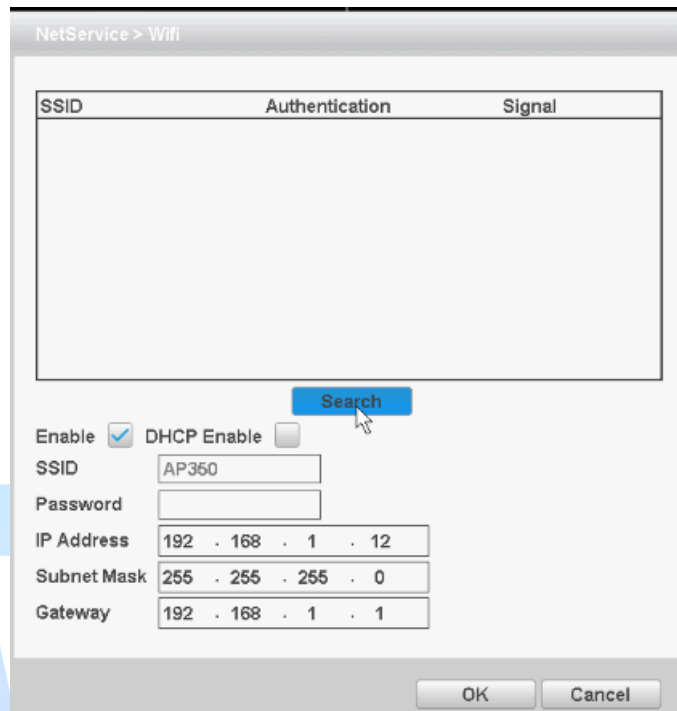 NetService > Wifi
SSID Authentication Signal
Search
Enable DHCP Enable
SSID AP350
Password
IP Address 192 . 168 . 1 . 12
Subnet Mask 255 . 255 . 255 . 0
Gateway 192 . 168 . 1 . 1
OK Cancel